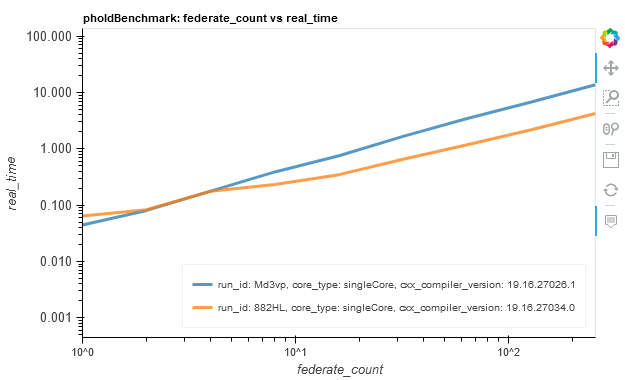 pholdBenchmark: federate_count vs real_time
100.000
10.000
1.000
0.100
0.010
0.001
real_time
run_id: Md3vp, core_type: singleCore, cxx_compiler_version: 19.16.27026.1
run_id: 882HL, core_type: singleCore, cxx_compiler_version: 19.16.27034.0
10^0
10^1
10^2
federate_count